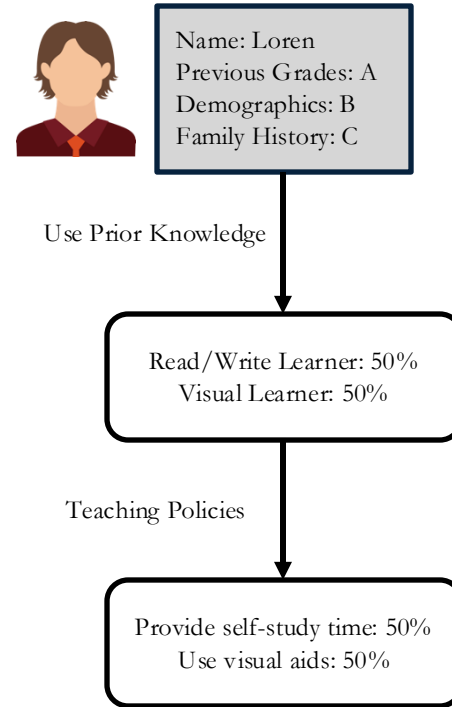 Name: Loren
Previous Grades: A
Demographics: B
Family History: C
Use Prior Knowledge
Read/Write Learner: 50%
Visual Learner: 50%
Teaching Policies
Provide self-study time: 50%
Use visual aids: 50%